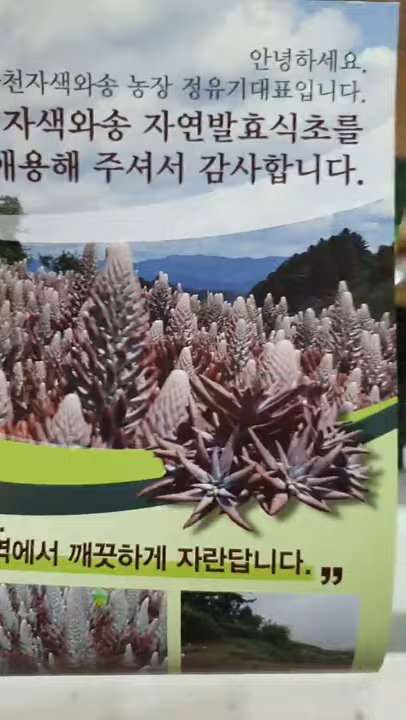 안녕하세요.
천자색와송 농장 정유기대표입니다.
자색와송 자연발효식초를
애용해 주셔서 감사합니다.
에서 깨끗하게 자란답니다.”